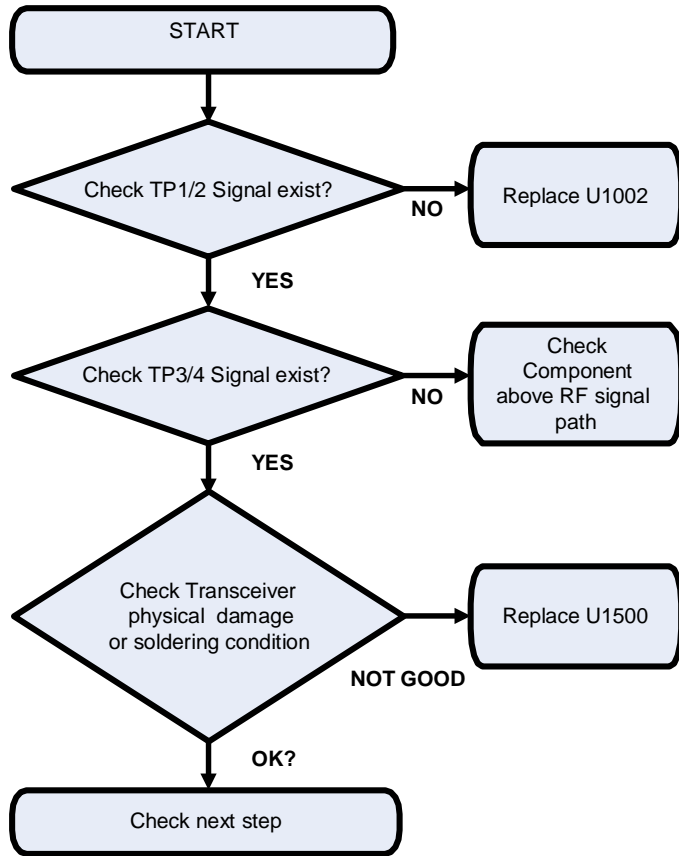 START
Check TP1/2 Signal exist?
NO
Replace U1002
YES
Check TP3/4 Signal exist?
NO
Check
Component
above RF signal
path
YES
Check Transceiver
physical damage
or soldering condition
NOT GOOD
Replace U1500
OK?
Check next step